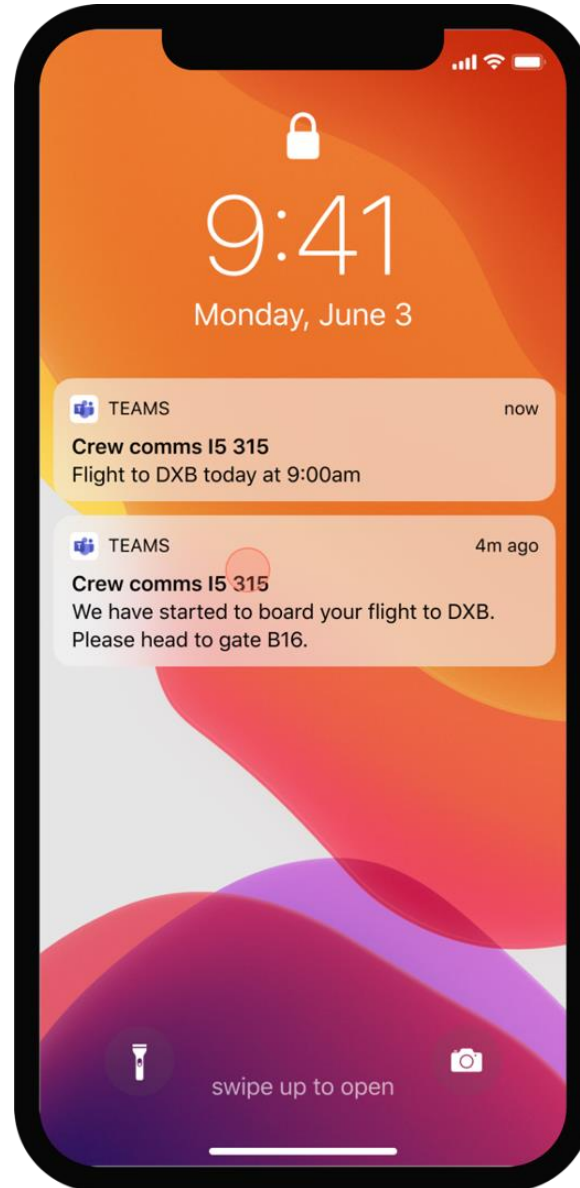 9:41
Monday, June 3
TEAMS now
Crew comms I5 315
Flight to DXB today at 9:00am
TEAMS 4m ago
Crew comms I5 315
We have started to board your flight to DXB.
Please head to gate B16.
swipe up to open